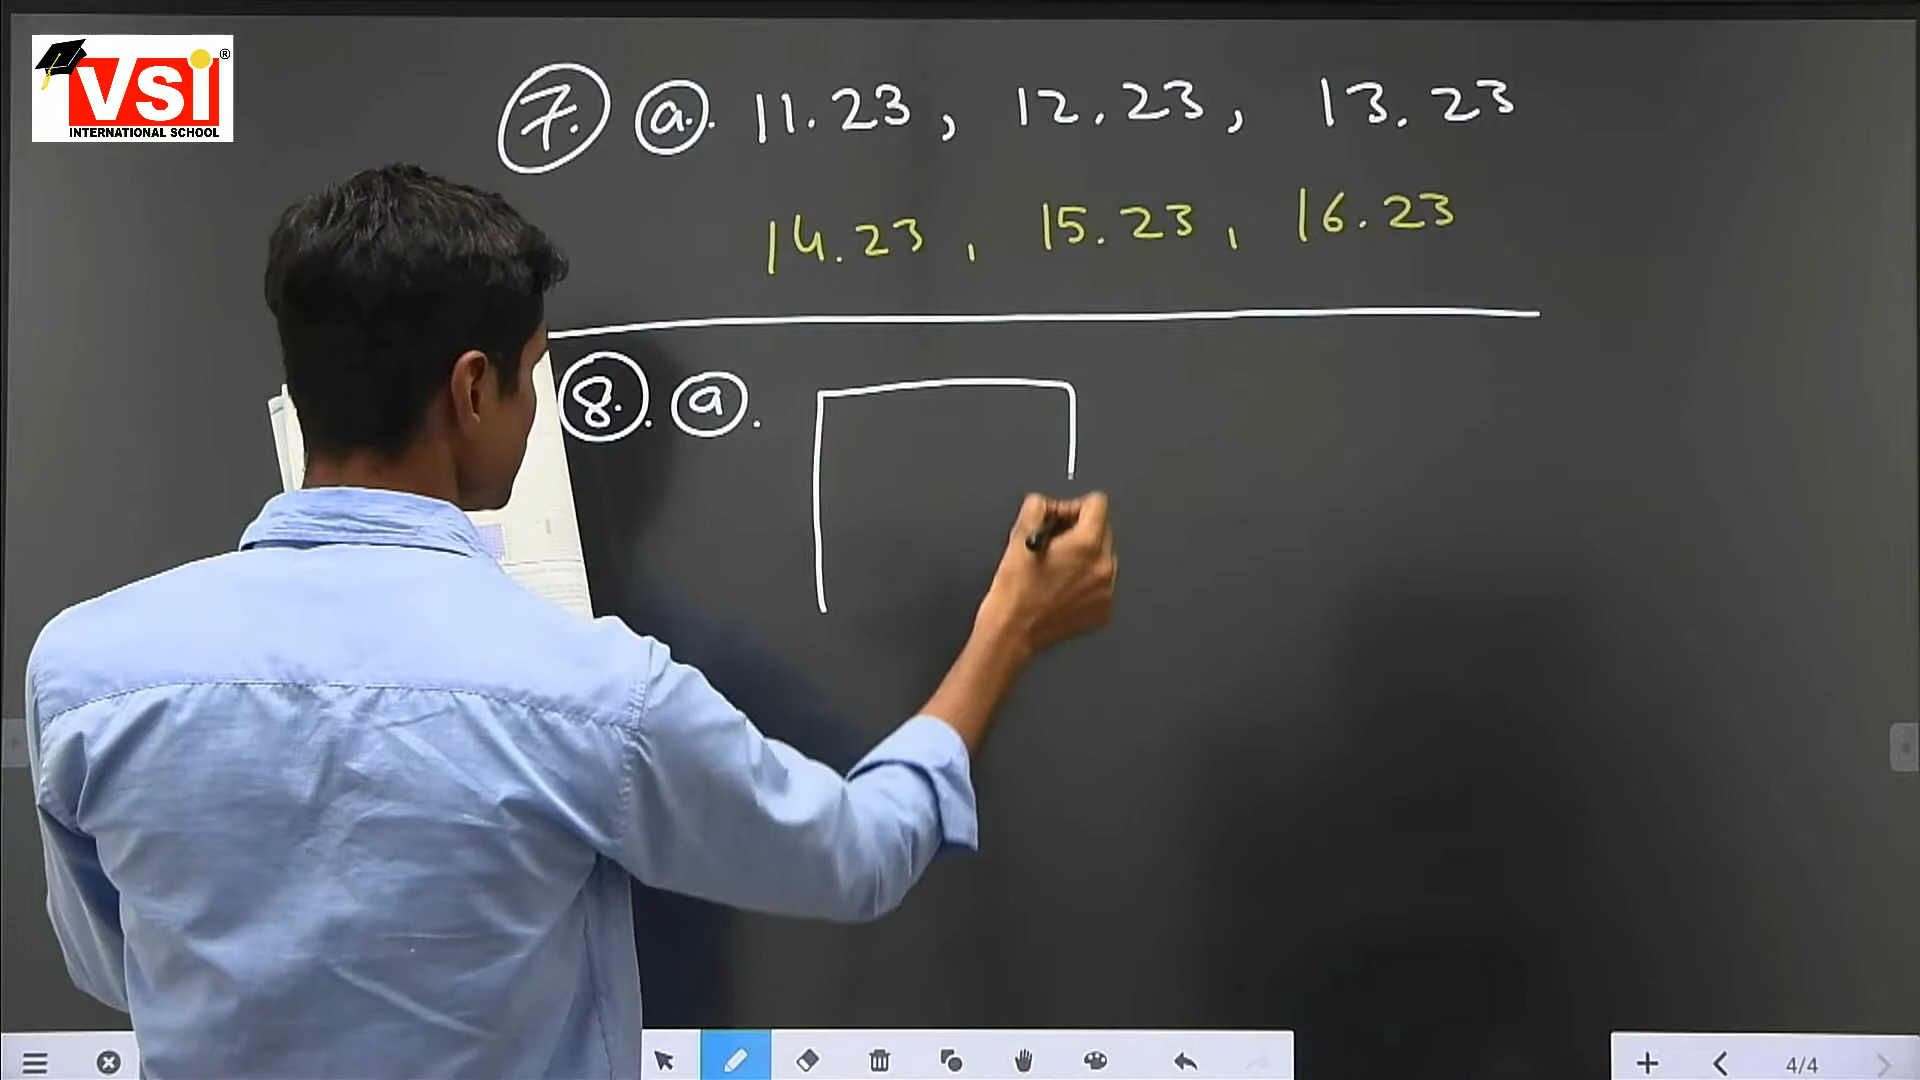 VSI ®
INTERNATIONAL SCHOOL
7. a. 11.23, 12.23, 13.23
14.23, 15.23, 16.23
8. a.
4/4